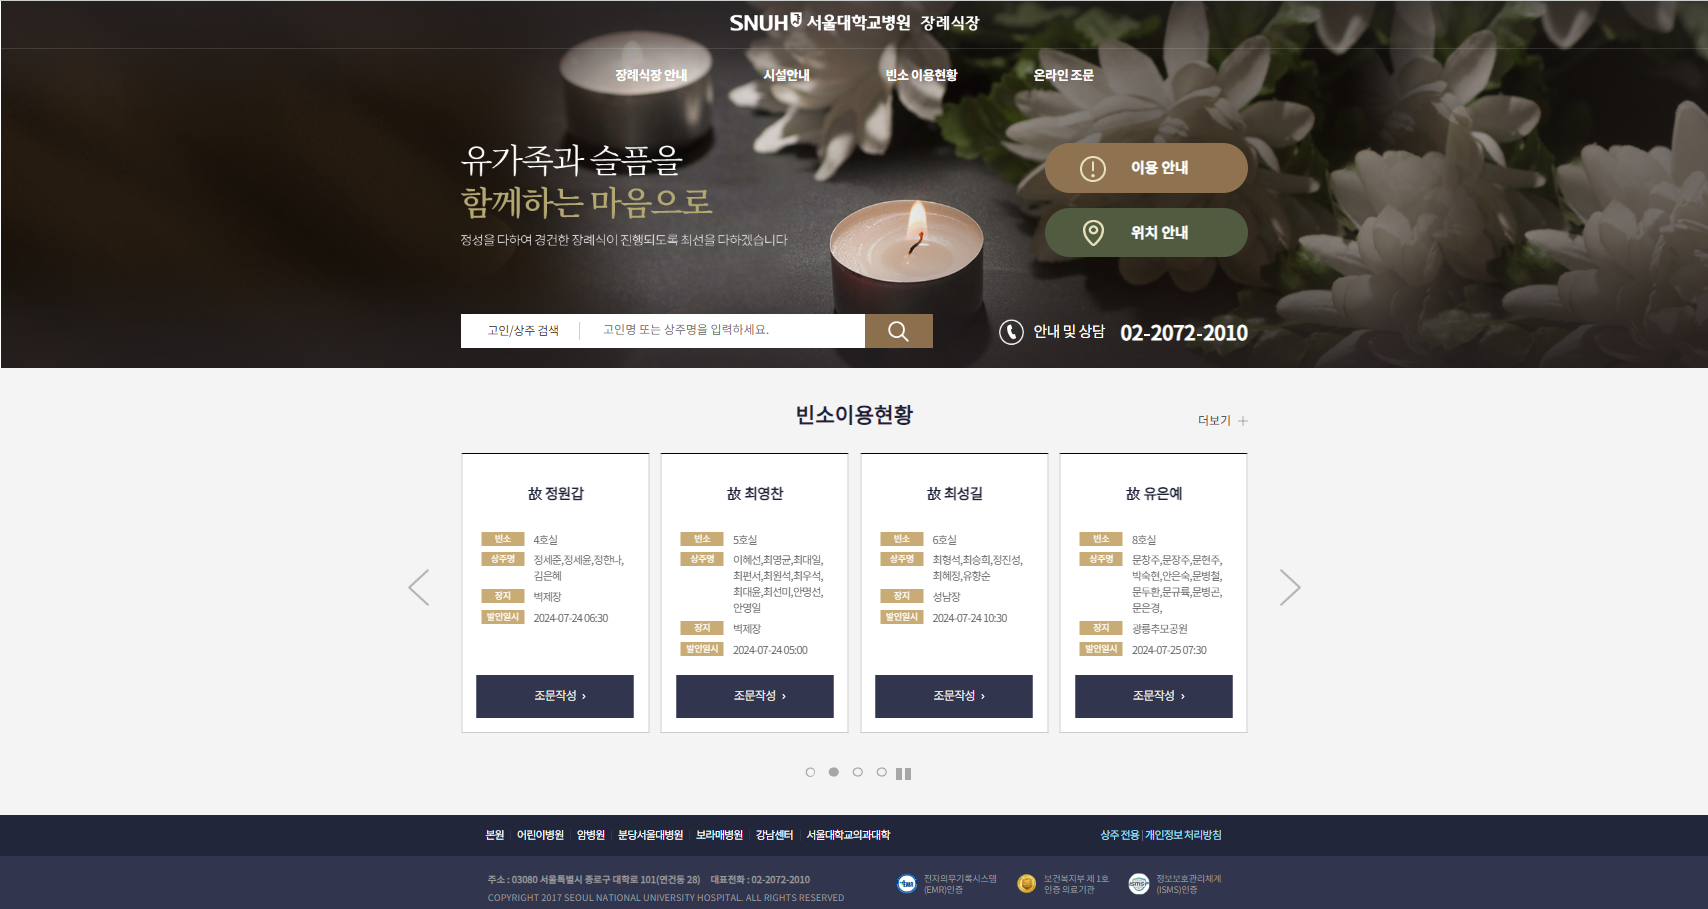 SNUH 서울대학교병원 장례식장
장례식장 안내
시설안내
빈소 이용현황
온라인 조문
유가족과 슬픔을
함께하는 마음으로
정성을 다하여 경건한 장례식이 진행되도록 최선을 다하겠습니다
이용 안내
위치 안내
고인/상주 검색
고인명 또는 상주명을 입력하세요.
안내 및 상담 02-2072-2010
빈소이용현황
더보기 +
故 정원갑
빈소 4호실
상주명 정세준,정세윤,정한나,
김은혜
장지 벽제장
발인일시 2024-07-24 06:30
조문작성 ›
故 최영찬
빈소 5호실
상주명 이혜선,최영균,최대일,
최편서,최원석,최우석,
최대윤,최선미,안명선,
안영일
장지 벽제장
발인일시 2024-07-24 05:00
조문작성 ›
故 최성길
빈소 6호실
상주명 최형석,최승희,정진성,
최혜정,유향순
장지 성남장
발인일시 2024-07-24 10:30
조문작성 ›
故 유은예
빈소 8호실
상주명 문창주,문장주,문현주,
박숙현,안은숙,문병철,
문두환,문규륙,문병곤,
문은경,
장지 광릉추모공원
발인일시 2024-07-25 07:30
조문작성 ›
본원 어린이병원 암병원 분당서울대병원 보라매병원 강남센터 서울대학교의과대학
상주 전용 | 개인정보 처리방침
주소 : 03080 서울특별시 종로구 대학로 101(연건동 28) 대표전화 : 02-2072-2010
COPYRIGHT 2017 SEOUL NATIONAL UNIVERSITY HOSPITAL. ALL RIGHTS RESERVED
전자의무기록시스템
(EMR)인증
보건복지부 제 1호
인증 의료기관
정보보호관리체계
(ISMS)인증